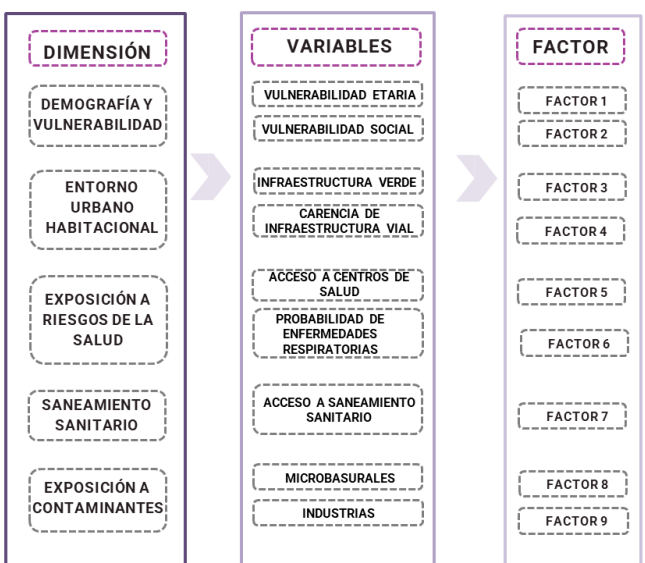 DIMENSIÓN
DEMOGRAFÍA Y
VULNERABILIDAD
ENTORNO
URBANO
HABITACIONAL
EXPOSICIÓN A
RIESGOS DE LA
SALUD
SANEAMIENTO
SANITARIO
EXPOSICIÓN A
CONTAMINANTES
VARIABLES
VULNERABILIDAD ETARIA
VULNERABILIDAD SOCIAL
INFRAESTRUCTURA VERDE
CARENCIA DE
INFRAESTRUCTURA VIAL
ACCESO A CENTROS DE
SALUD
PROBABILIDAD DE
ENFERMEDADES
RESPIRATORIAS
ACCESO A SANEAMIENTO
SANITARIO
MICROBASURALES
INDUSTRIAS
FACTOR
FACTOR 1
FACTOR 2
FACTOR 3
FACTOR 4
FACTOR 5
FACTOR 6
FACTOR 7
FACTOR 8
FACTOR 9